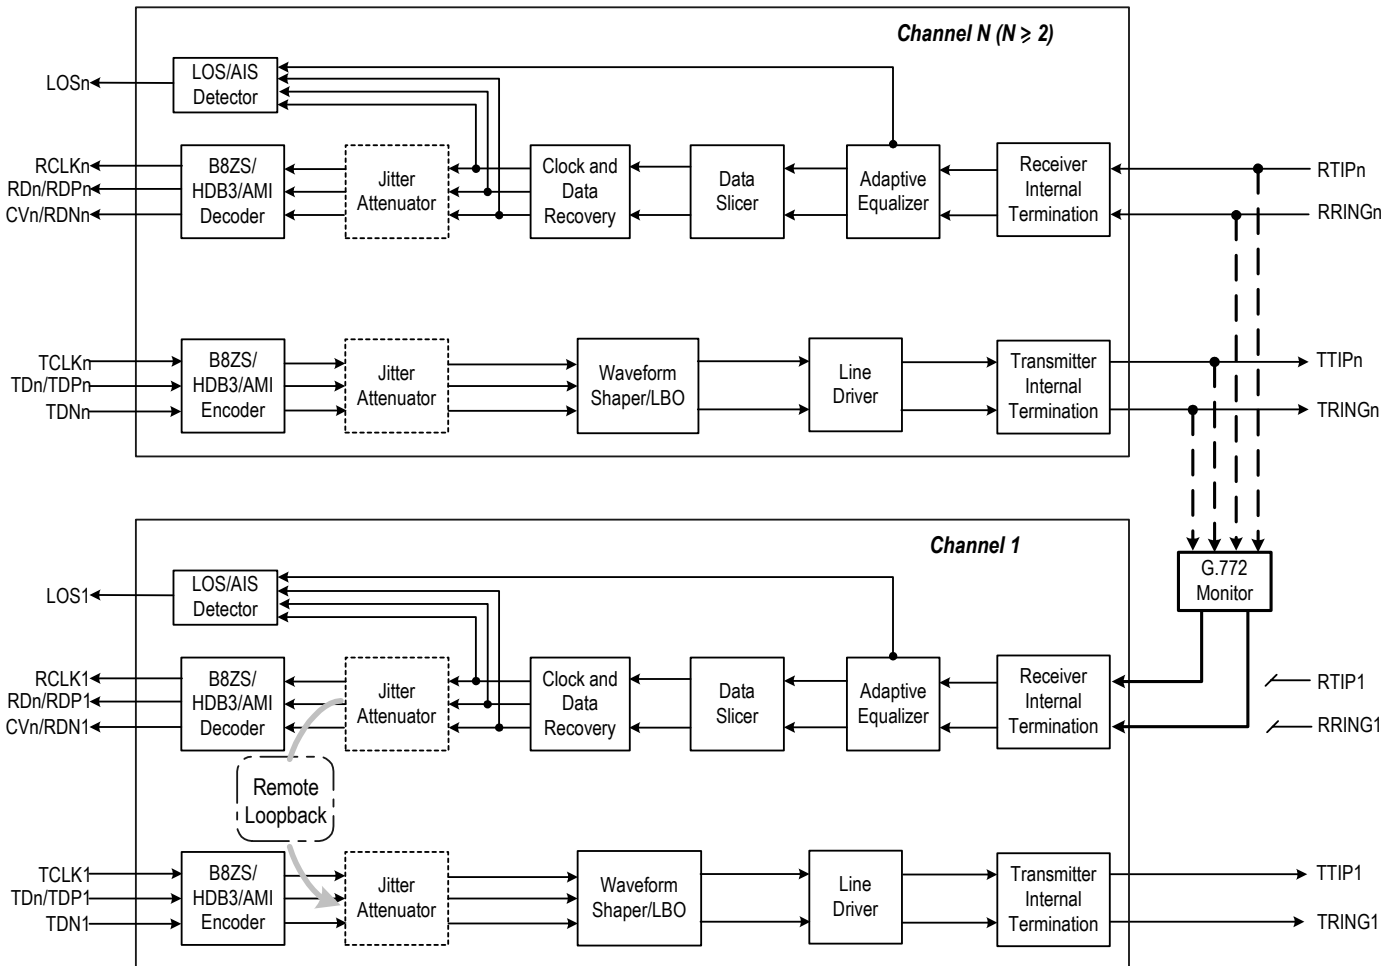 Channel N (N ⩾ 2)
LOSn
LOS/AIS
Detector
RCLKn
RDn/RDPn
CVn/RDNn
B8ZS/
HDB3/AMI
Decoder
Jitter
Attenuator
Clock and
Data
Recovery
Data
Slicer
Adaptive
Equalizer
Receiver
Internal
Termination
RTIPn
RRINGn
TCLKn
TDn/TDPn
TDNn
B8ZS/
HDB3/AMI
Encoder
Jitter
Attenuator
Waveform
Shaper/LBO
Line
Driver
Transmitter
Internal
Termination
TTIPn
TRINGn
Channel 1
G.772
Monitor
LOS1
LOS/AIS
Detector
RCLK1
RDn/RDP1
CVn/RDN1
B8ZS/
HDB3/AMI
Decoder
Jitter
Attenuator
Clock and
Data
Recovery
Data
Slicer
Adaptive
Equalizer
Receiver
Internal
Termination
RTIP1
RRING1
Remote
Loopback
TCLK1
TDn/TDP1
TDN1
B8ZS/
HDB3/AMI
Encoder
Jitter
Attenuator
Waveform
Shaper/LBO
Line
Driver
Transmitter
Internal
Termination
TTIP1
TRING1